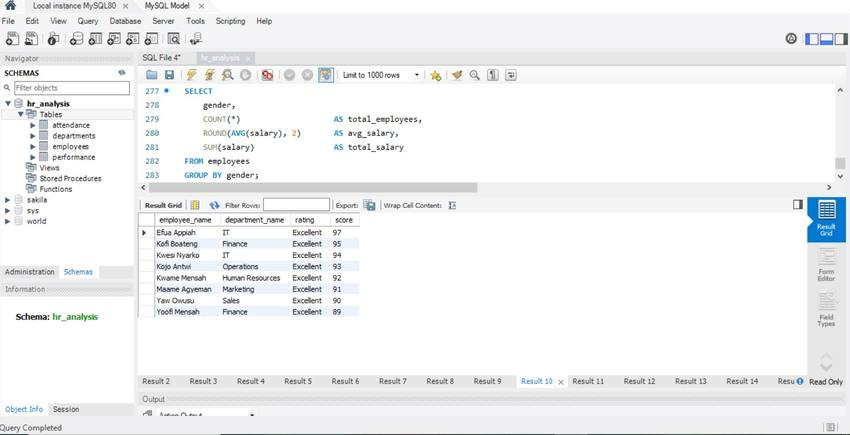 Local instance MySQL80 × MySQL Model ×
File Edit View Query Database Server Tools Scripting Help
Navigator
SCHEMAS
Filter objects
hr_analysis
Tables
attendance
departments
employees
performance
Views
Stored Procedures
Functions
sakila
sys
world
Administration Schemas
Information
Schema: hr_analysis
Object Info Session
SQL File 4* hr_analysis ×
Limit to 1000 rows
277 SELECT
278 gender,
279 COUNT(*) AS total_employees,
280 ROUND(AVG(salary), 2) AS avg_salary,
281 SUM(salary) AS total_salary
282 FROM employees
283 GROUP BY gender;
Result Grid Filter Rows: Export: Wrap Cell Content:
employee_name department_name rating score
Efua Appiah IT Excellent 97
Kofi Boateng Finance Excellent 95
Kwesi Nyarko IT Excellent 94
Kojo Antwi Operations Excellent 93
Kwame Mensah Human Resources Excellent 92
Maame Agyeman Marketing Excellent 91
Yaw Owusu Sales Excellent 90
Yoofi Mensah Finance Excellent 89
Result
Grid
Form
Editor
Field
Types
Result 2 Result 3 Result 4 Result 5 Result 6 Result 7 Result 8 Result 9 Result 10 × Result 11 Result 12 Result 13 Result 14 Resu Read Only
Output
Action Output
Query Completed